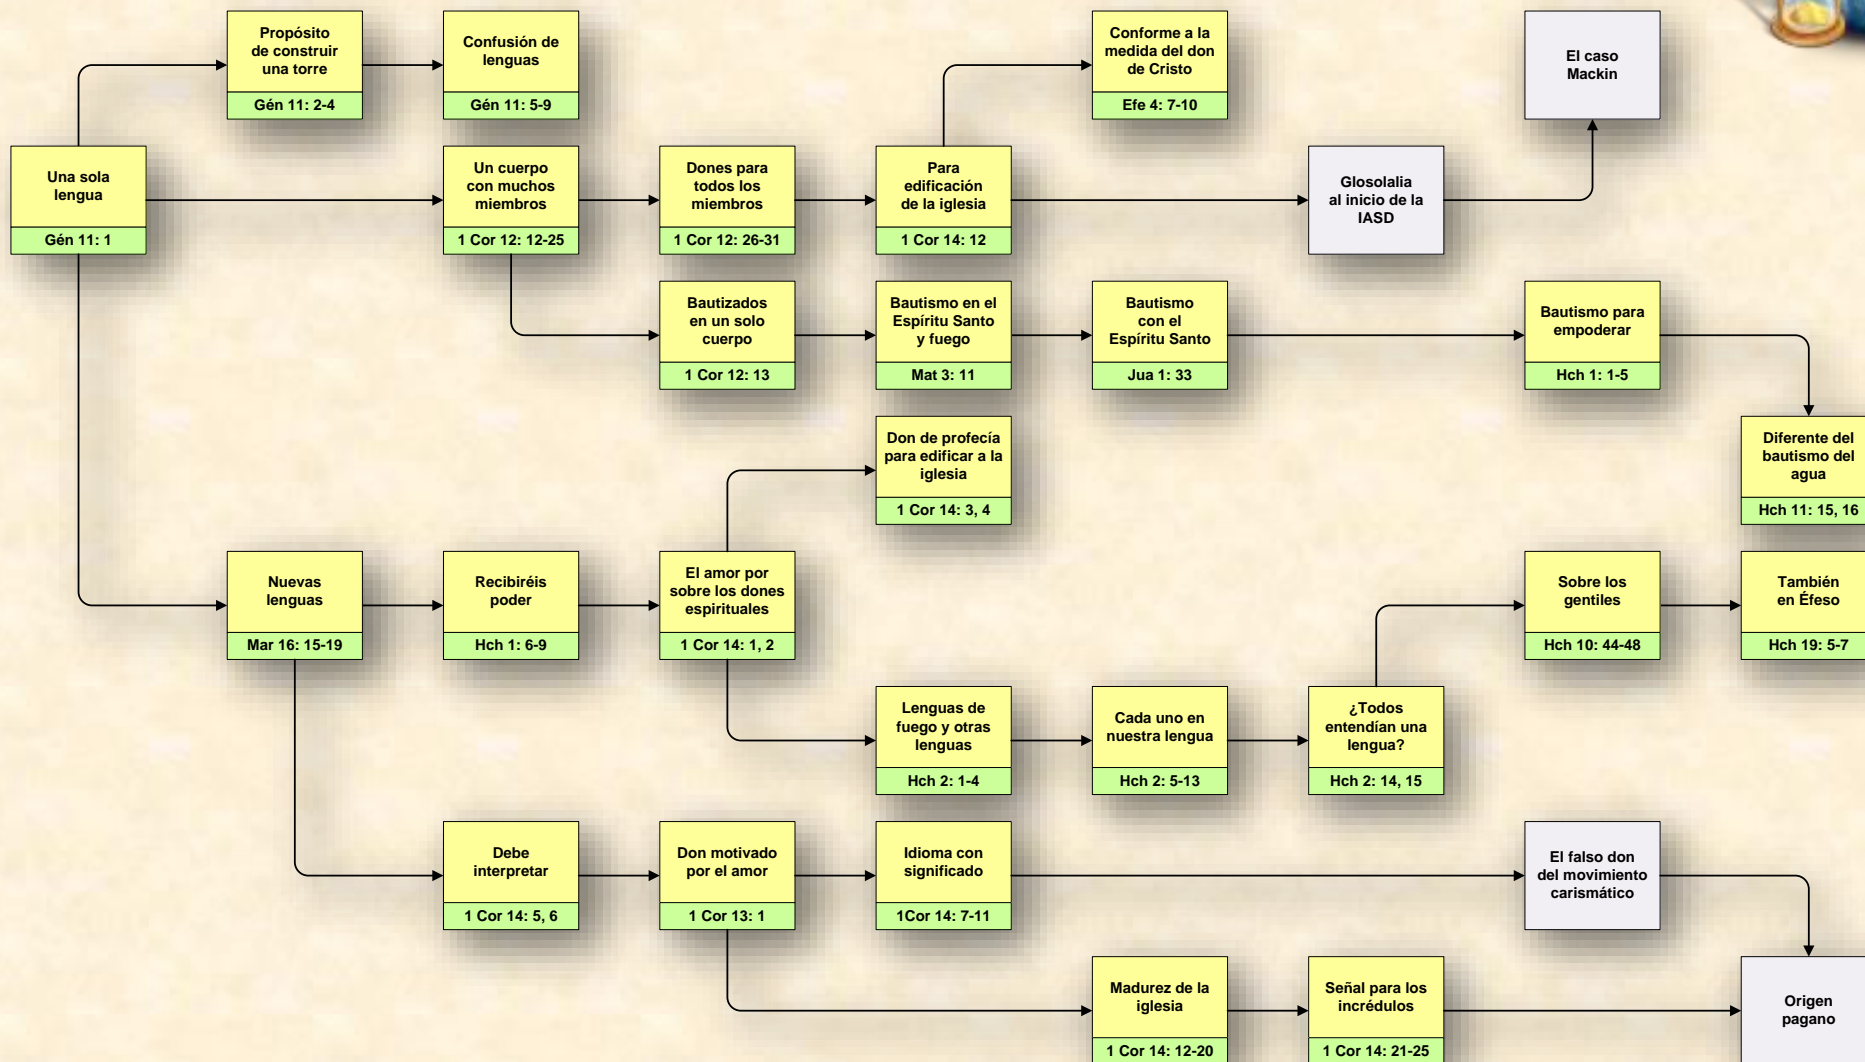 Propósito
de construir
una torre
Gén 11: 2-4
Confusión de
lenguas
Gén 11: 5-9
Conforme a la
medida del don
de Cristo
Efe 4: 7-10
El caso
Mackin
Una sola
lengua
Gén 11: 1
Un cuerpo
con muchos
miembros
1 Cor 12: 12-25
Dones para
todos los
miembros
1 Cor 12: 26-31
Para
edificación
de la iglesia
1 Cor 14: 12
Glosolalia
al inicio de la
IASD
Bautizados
en un solo
cuerpo
1 Cor 12: 13
Bautismo en el
Espíritu Santo
y fuego
Mat 3: 11
Bautismo
con el
Espíritu Santo
Jua 1: 33
Bautismo para
empoderar
Hch 1: 1-5
Don de profecía
para edificar a la
iglesia
1 Cor 14: 3, 4
Diferente del
bautismo del
agua
Hch 11: 15, 16
Nuevas
lenguas
Mar 16: 15-19
Recibiréis
poder
Hch 1: 6-9
El amor por
sobre los dones
espirituales
1 Cor 14: 1, 2
Sobre los
gentiles
Hch 10: 44-48
También
en Éfeso
Hch 19: 5-7
Lenguas de
fuego y otras
lenguas
Hch 2: 1-4
Cada uno en
nuestra lengua
Hch 2: 5-13
¿Todos
entendían una
lengua?
Hch 2: 14, 15
Debe
interpretar
1 Cor 14: 5, 6
Don motivado
por el amor
1 Cor 13: 1
Idioma con
significado
1Cor 14: 7-11
El falso don
del movimiento
carismático
Madurez de la
iglesia
1 Cor 14: 12-20
Señal para los
incrédulos
1 Cor 14: 21-25
Origen
pagano